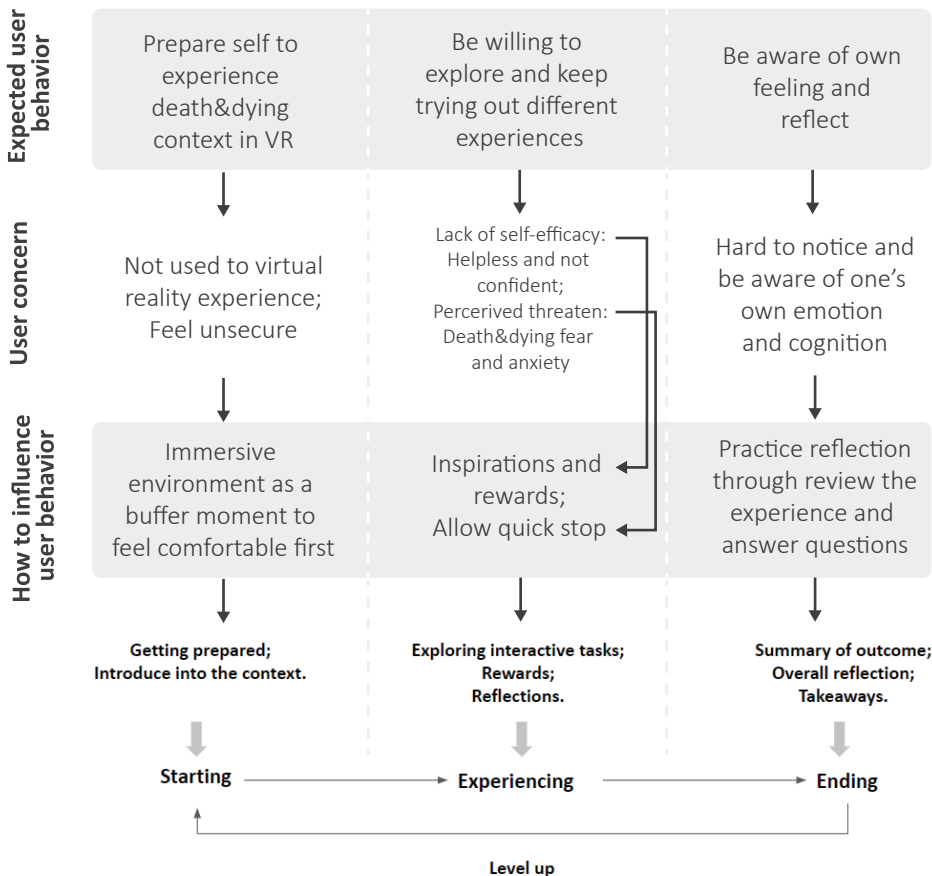 Expected user
behavior
Prepare self to
experience
death&dying
context in VR
Be willing to
explore and keep
trying out different
experiences
Be aware of own
feeling and
reflect
User concern
Not used to virtual
reality experience;
Feel unsecure
Lack of self-efficacy:
Helpless and not
confident;
Percerived threaten:
Death&dying fear
and anxiety
Hard to notice and
be aware of one’s
own emotion
and cognition
How to influence
user behavior
Immersive
environment as a
buffer moment to
feel comfortable first
Inspirations and
rewards;
Allow quick stop
Practice reflection
through review the
experience and
answer questions
Getting prepared;
Introduce into the context.
Exploring interactive tasks;
Rewards;
Reflections.
Summary of outcome;
Overall reflection;
Takeaways.
Starting
Experiencing
Ending
Level up